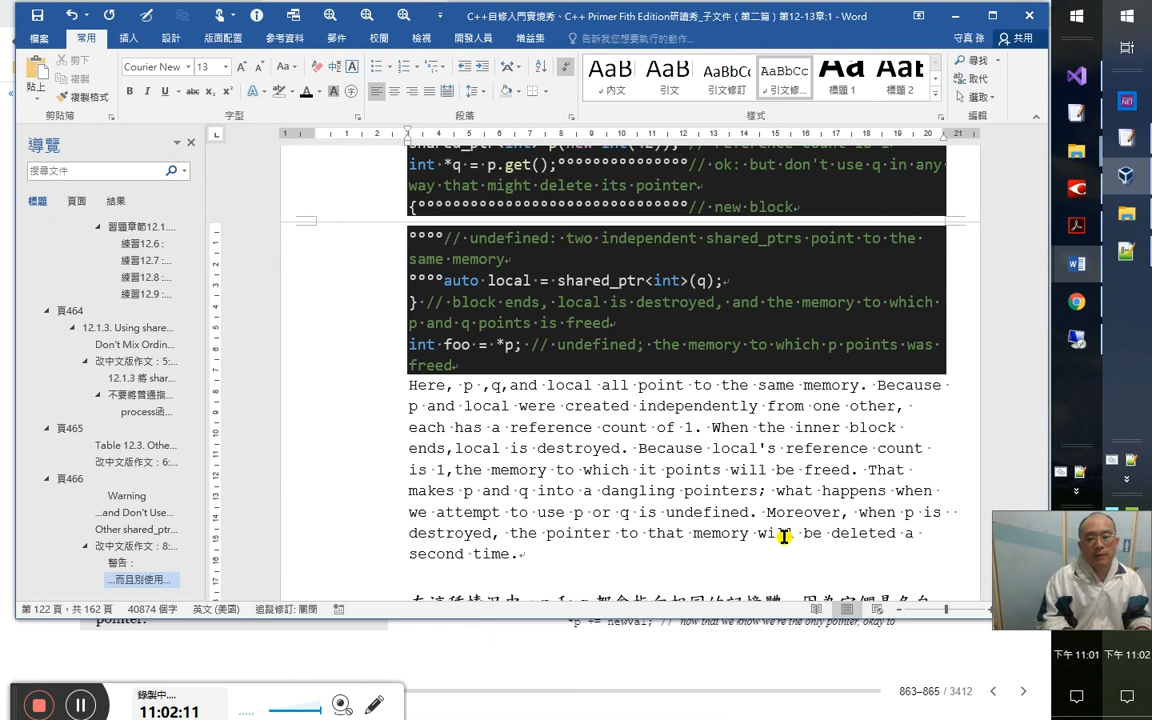 C++自修入門實境秀、C++ Primer Fith Edition研讀秀_子文件（第二篇）第12-13章:1 - Word
檔案 常用 插入 設計 版面配置 參考資料 郵件 校閱 檢視 開發人員 增益集 告訴我您想要執行的動作... 守真 孫 共用
剪下
複製
複製格式
貼上
Courier New 13
剪貼簿 字型 段落 樣式 編輯
內文 引文 引文修訂 引文修... 標題 1 標題 2
尋找
取代
選取
導覽
搜尋文件
標題 頁面 結果
習題章節12.1....
練習12.6 :
練習12.7 :
練習12.8 :
練習12.9 :
頁464
12.1.3. Using share...
Don't Mix Ordin...
改中文版作文：5:...
12.1.3 將 shar...
不要將普通指...
process函...
頁465
Table 12.3. Othe...
改中文版作文：6:...
頁466
Warning
...and Don't Use...
Other shared_ptr...
改中文版作文：8:...
警告：
...而且別使用...
int *q = p.get(); // ok: but don't use q in any
way that might delete its pointer
{ // new block
// undefined: two independent shared_ptrs point to the
same memory
auto local = shared_ptr<int>(q);
} // block ends, local is destroyed, and the memory to which
p and q points is freed
int foo = *p; // undefined; the memory to which p points was
freed
Here, p ,q,and local all point to the same memory. Because
p and local were created independently from one other,
each has a reference count of 1. When the inner block
ends,local is destroyed. Because local's reference count
is 1,the memory to which it points will be freed. That
makes p and q into a dangling pointers; what happens when
we attempt to use p or q is undefined. Moreover, when p is
destroyed, the pointer to that memory will be deleted a
second time.
第 122 頁，共 162 頁 40874 個字 英文 (美國) 追蹤修訂: 關閉
pointer.
*p += newVal; // now that we know we're the only pointer, okay to
863–865 / 3412
錄製中....
11:02:11
下午 11:01 下午 11:02